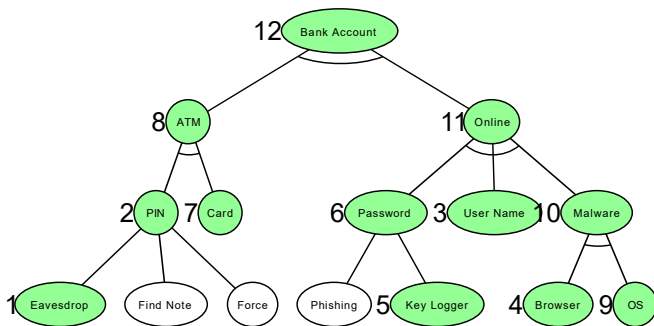 12 Bank Account
8 ATM 11 Online
2 PIN 7 Card 6 Password 3 User Name 10 Malware
1 Eavesdrop Find Note Force Phishing 5 Key Logger 4 Browser 9 OS